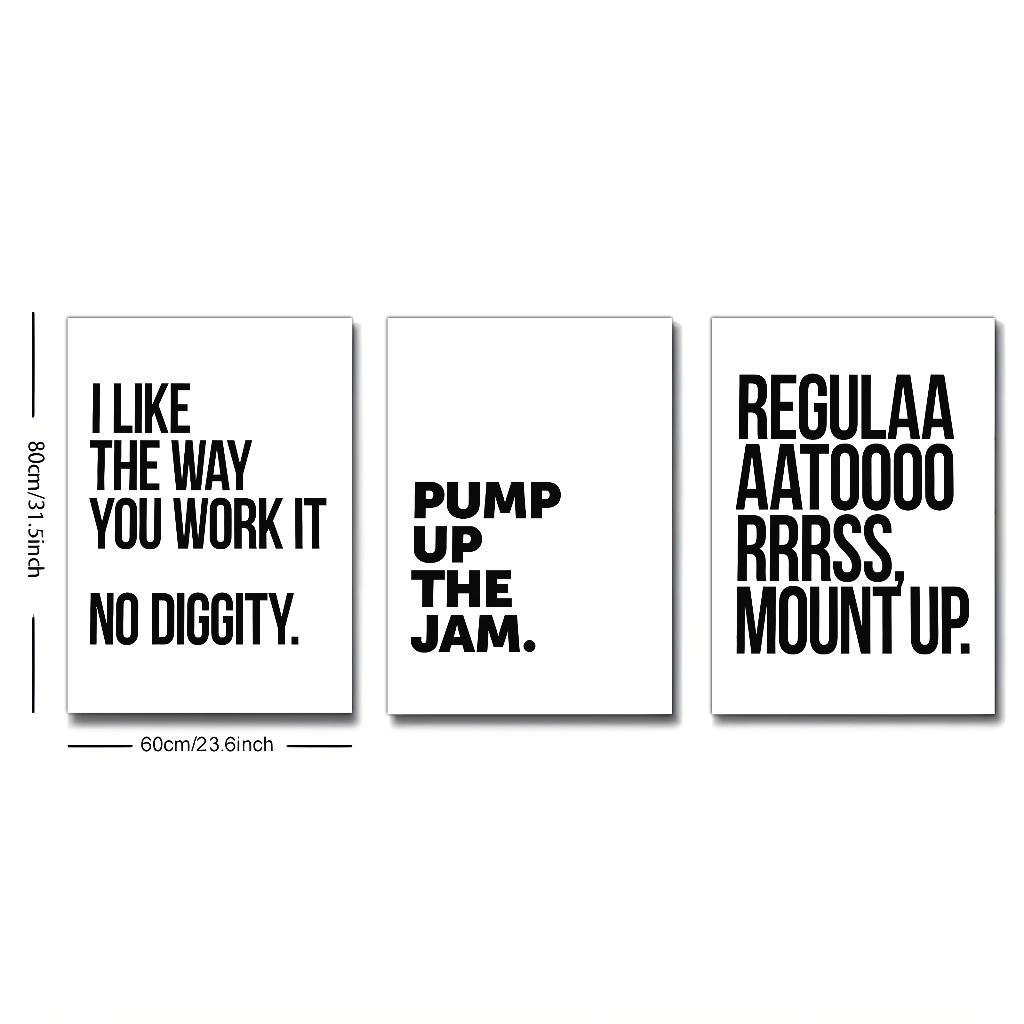 80cm/31.5inch
I LIKE
THE WAY
YOU WORK IT
NO DIGGITY.
60cm/23.6inch
PUMP
UP
THE
JAM.
REGULAA
AATOOOO
RRRSS,
MOUNT UP.